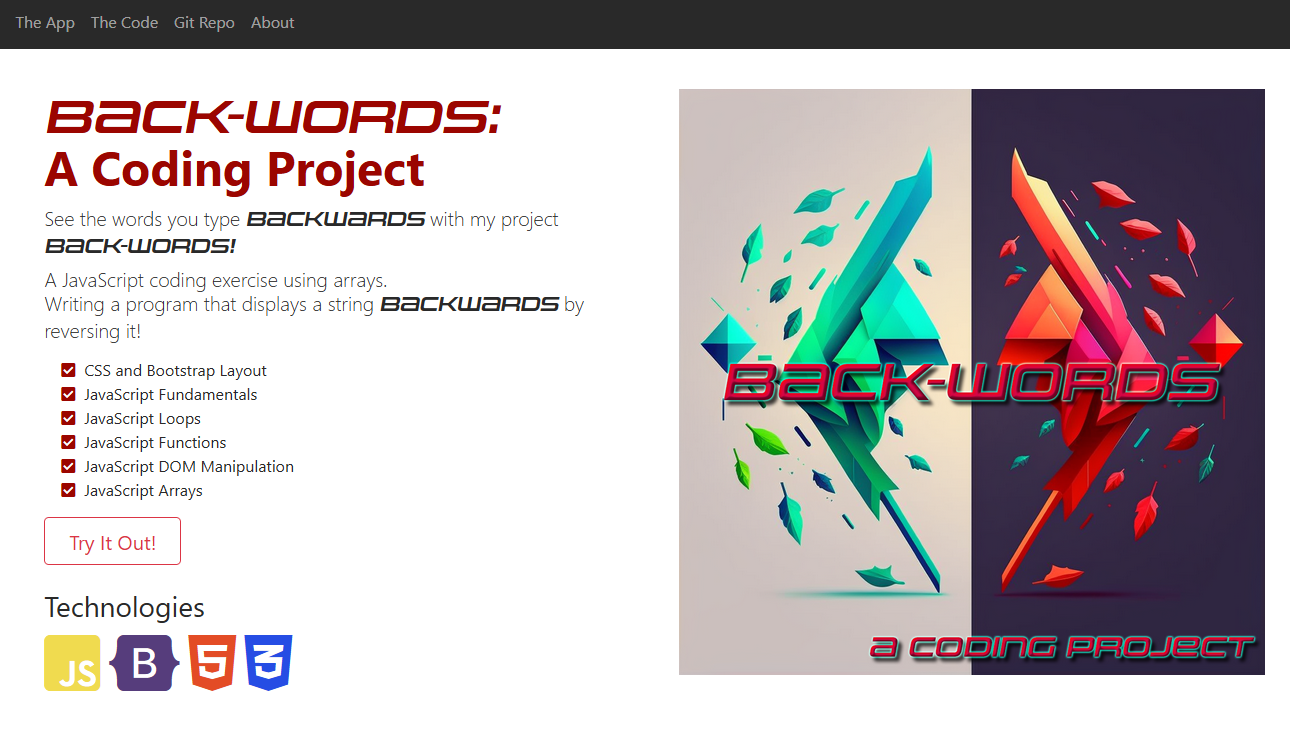 The App The Code Git Repo About
BACK-WORDS:
A Coding Project
See the words you type BACKWARDS with my project
BACK-WORDS!
A JavaScript coding exercise using arrays.
Writing a program that displays a string BACKWARDS by
reversing it!
CSS and Bootstrap Layout
JavaScript Fundamentals
JavaScript Loops
JavaScript Functions
JavaScript DOM Manipulation
JavaScript Arrays
Try It Out!
Technologies
JS B 5 3
BACK-WORDS
A CODING PROJECT